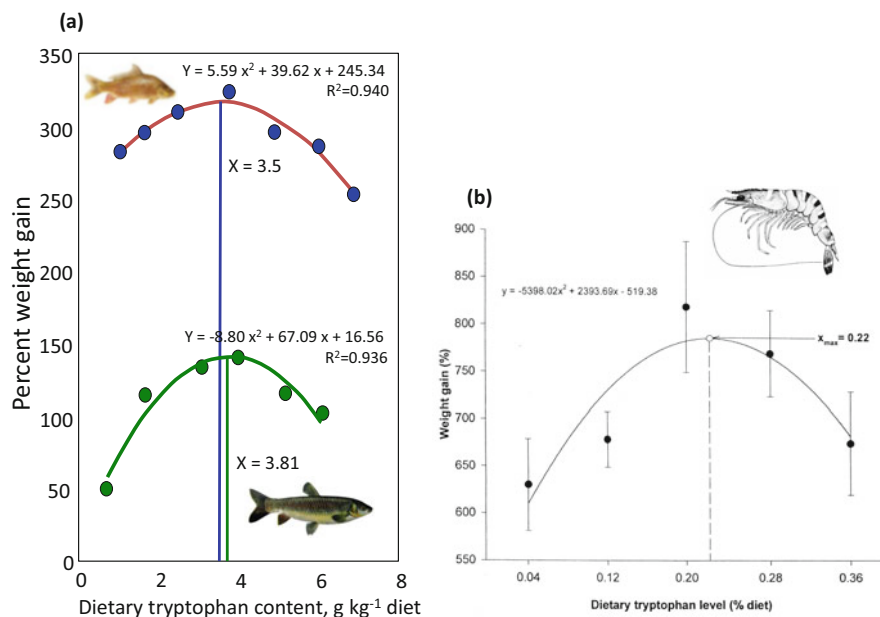 (a)
350
300
250
200
150
100
50
0
Percent weight gain
Y = 5.59 x² + 39.62 x + 245.34
R²=0.940
X = 3.5
Y = -8.80 x² + 67.09 x + 16.56
R²=0.936
X = 3.81
0 2 4 6 8
Dietary tryptophan content, g kg⁻¹ diet
(b)
900
850
800
750
700
650
600
550
Weight gain (%)
y = -5398.02x² + 2393.69x - 519.38
xmax = 0.22
0.04 0.12 0.20 0.28 0.36
Dietary tryptophan level (% diet)